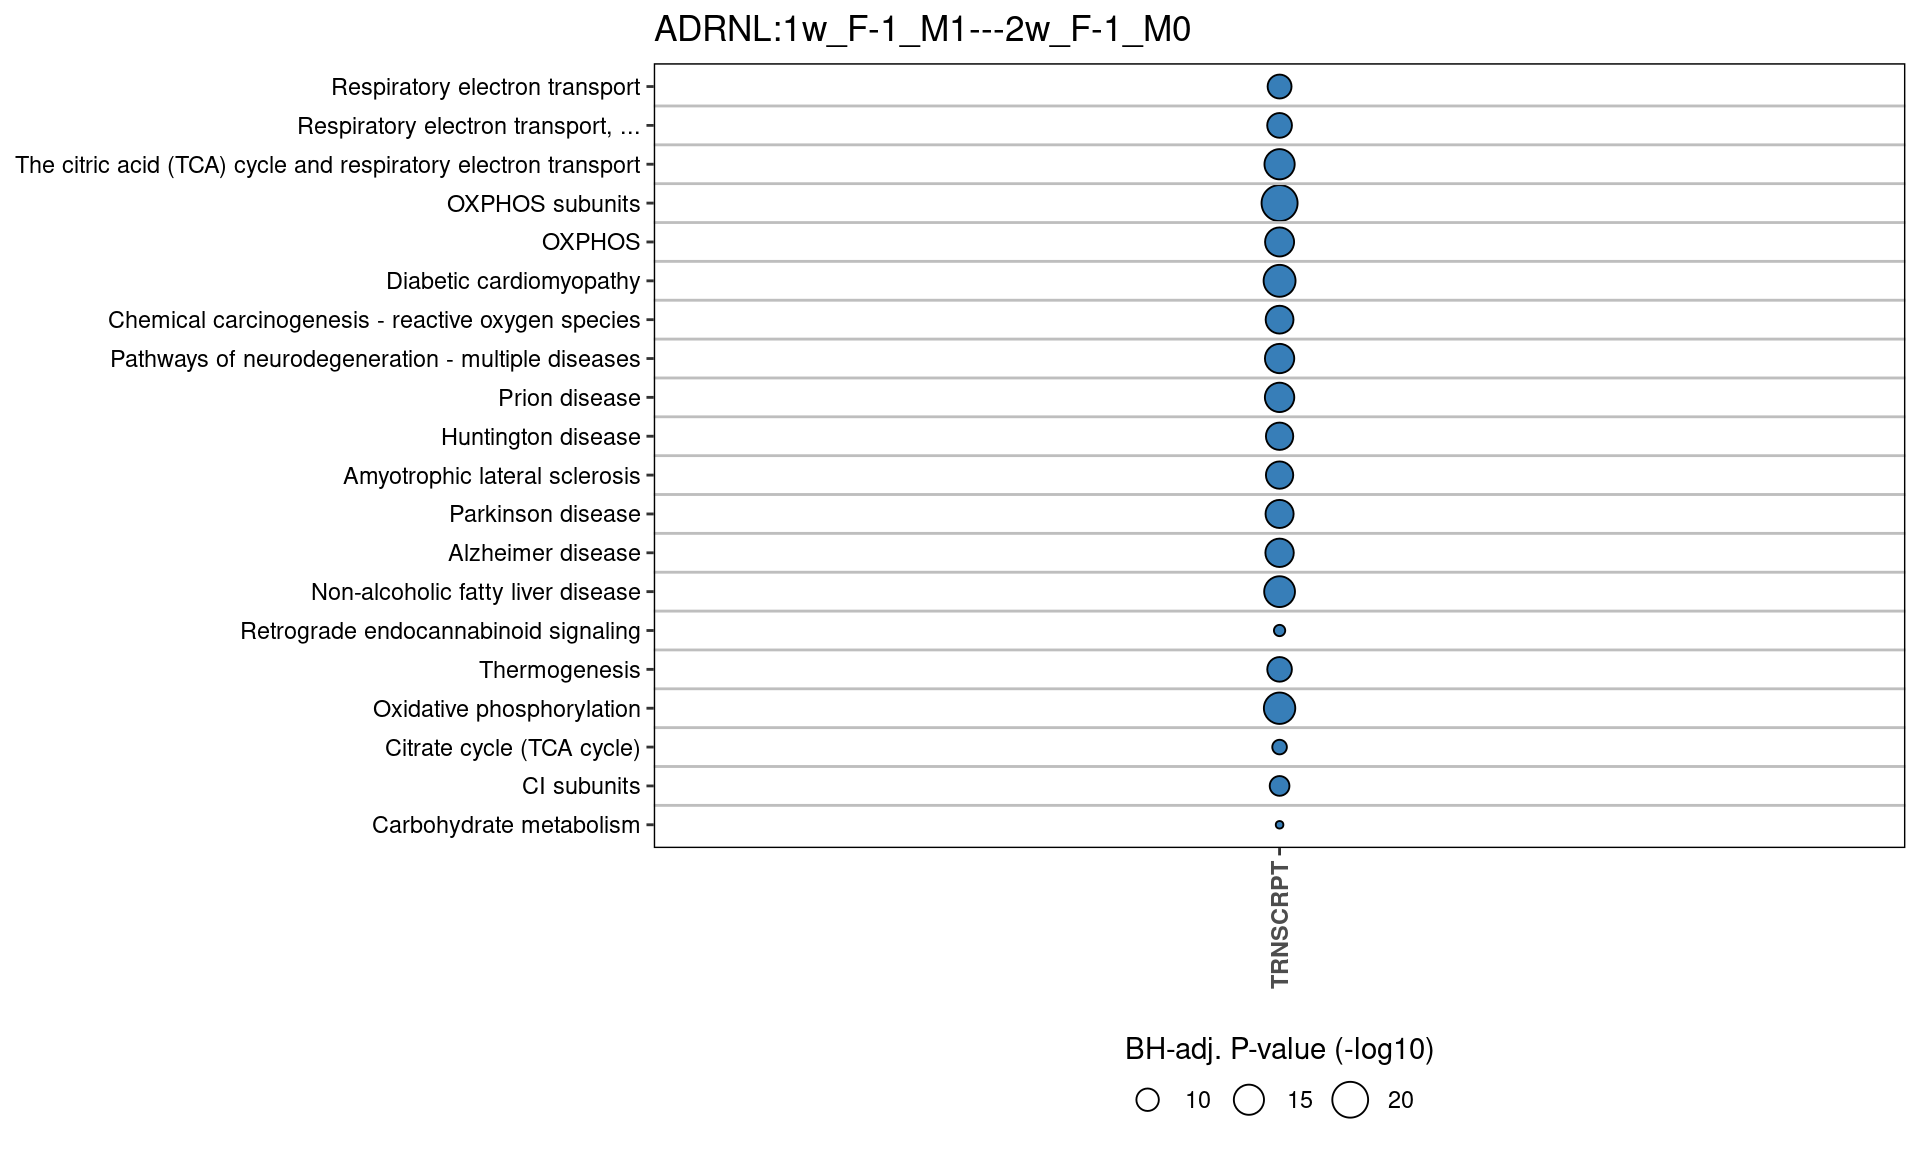 ADRNL:1w_F-1_M1---2w_F-1_M0
Respiratory electron transport
Respiratory electron transport, ...
The citric acid (TCA) cycle and respiratory electron transport
OXPHOS subunits
OXPHOS
Diabetic cardiomyopathy
Chemical carcinogenesis - reactive oxygen species
Pathways of neurodegeneration - multiple diseases
Prion disease
Huntington disease
Amyotrophic lateral sclerosis
Parkinson disease
Alzheimer disease
Non-alcoholic fatty liver disease
Retrograde endocannabinoid signaling
Thermogenesis
Oxidative phosphorylation
Citrate cycle (TCA cycle)
CI subunits
Carbohydrate metabolism
TRNSCRPT
BH-adj. P-value (-log10)
10 15 20